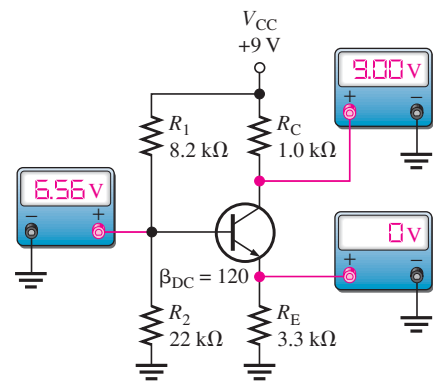 V_CC
+9 V
9.00 V
+ −
R_1
8.2 kΩ
R_C
1.0 kΩ
6.56 V
− +
0 V
+ −
β_DC = 120
R_2
22 kΩ
R_E
3.3 kΩ